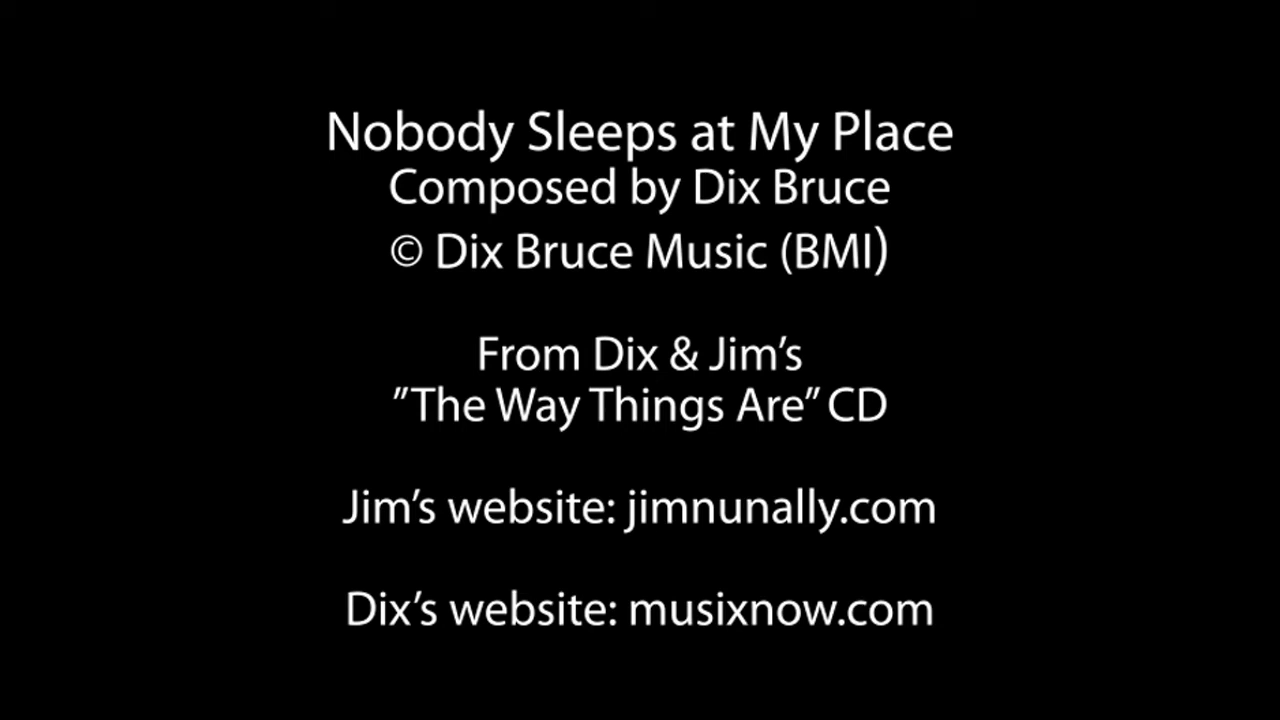 Nobody Sleeps at My Place
Composed by Dix Bruce
© Dix Bruce Music (BMI)
From Dix & Jim’s
”The Way Things Are” CD
Jim’s website: jimnunally.com
Dix’s website: musixnow.com